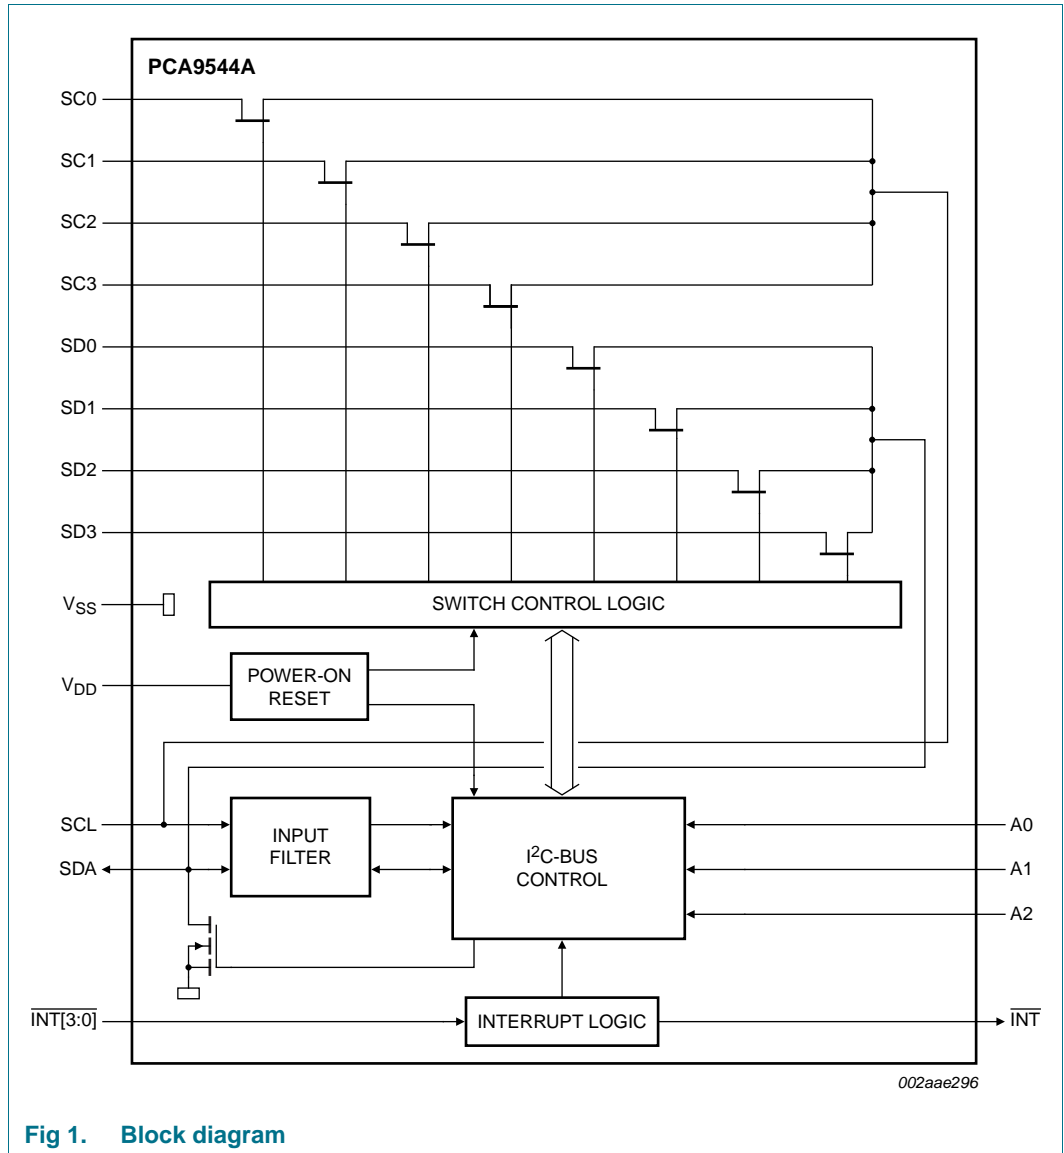 PCA9544A
SC0
SC1
SC2
SC3
SD0
SD1
SD2
SD3
VSS
SWITCH CONTROL LOGIC
VDD
POWER-ON
RESET
SCL
SDA
INPUT
FILTER
I²C-BUS
CONTROL
A0
A1
A2
INT[3:0]
INTERRUPT LOGIC
INT
002aae296
Fig 1. Block diagram